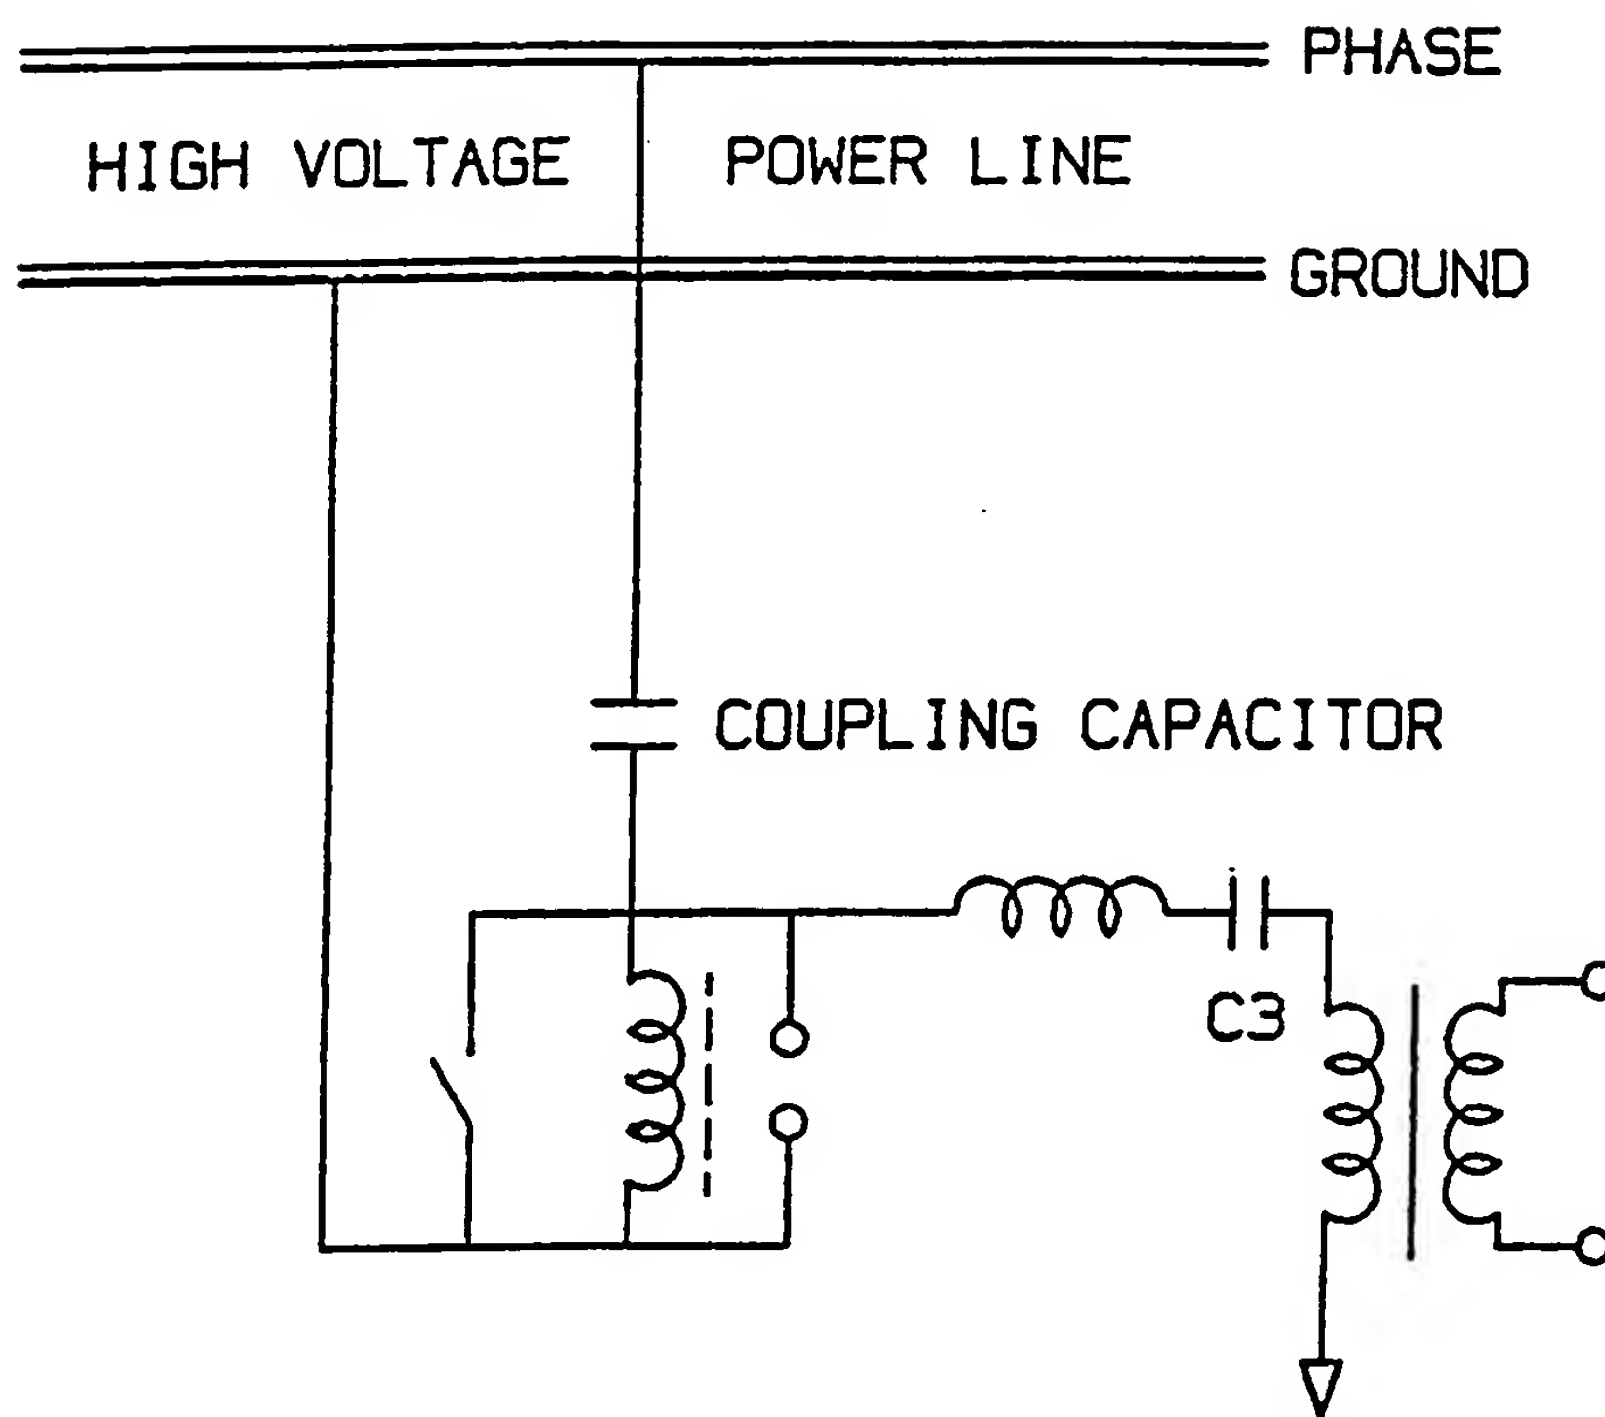 PHASE
HIGH VOLTAGE POWER LINE
GROUND
COUPLING CAPACITOR
C3